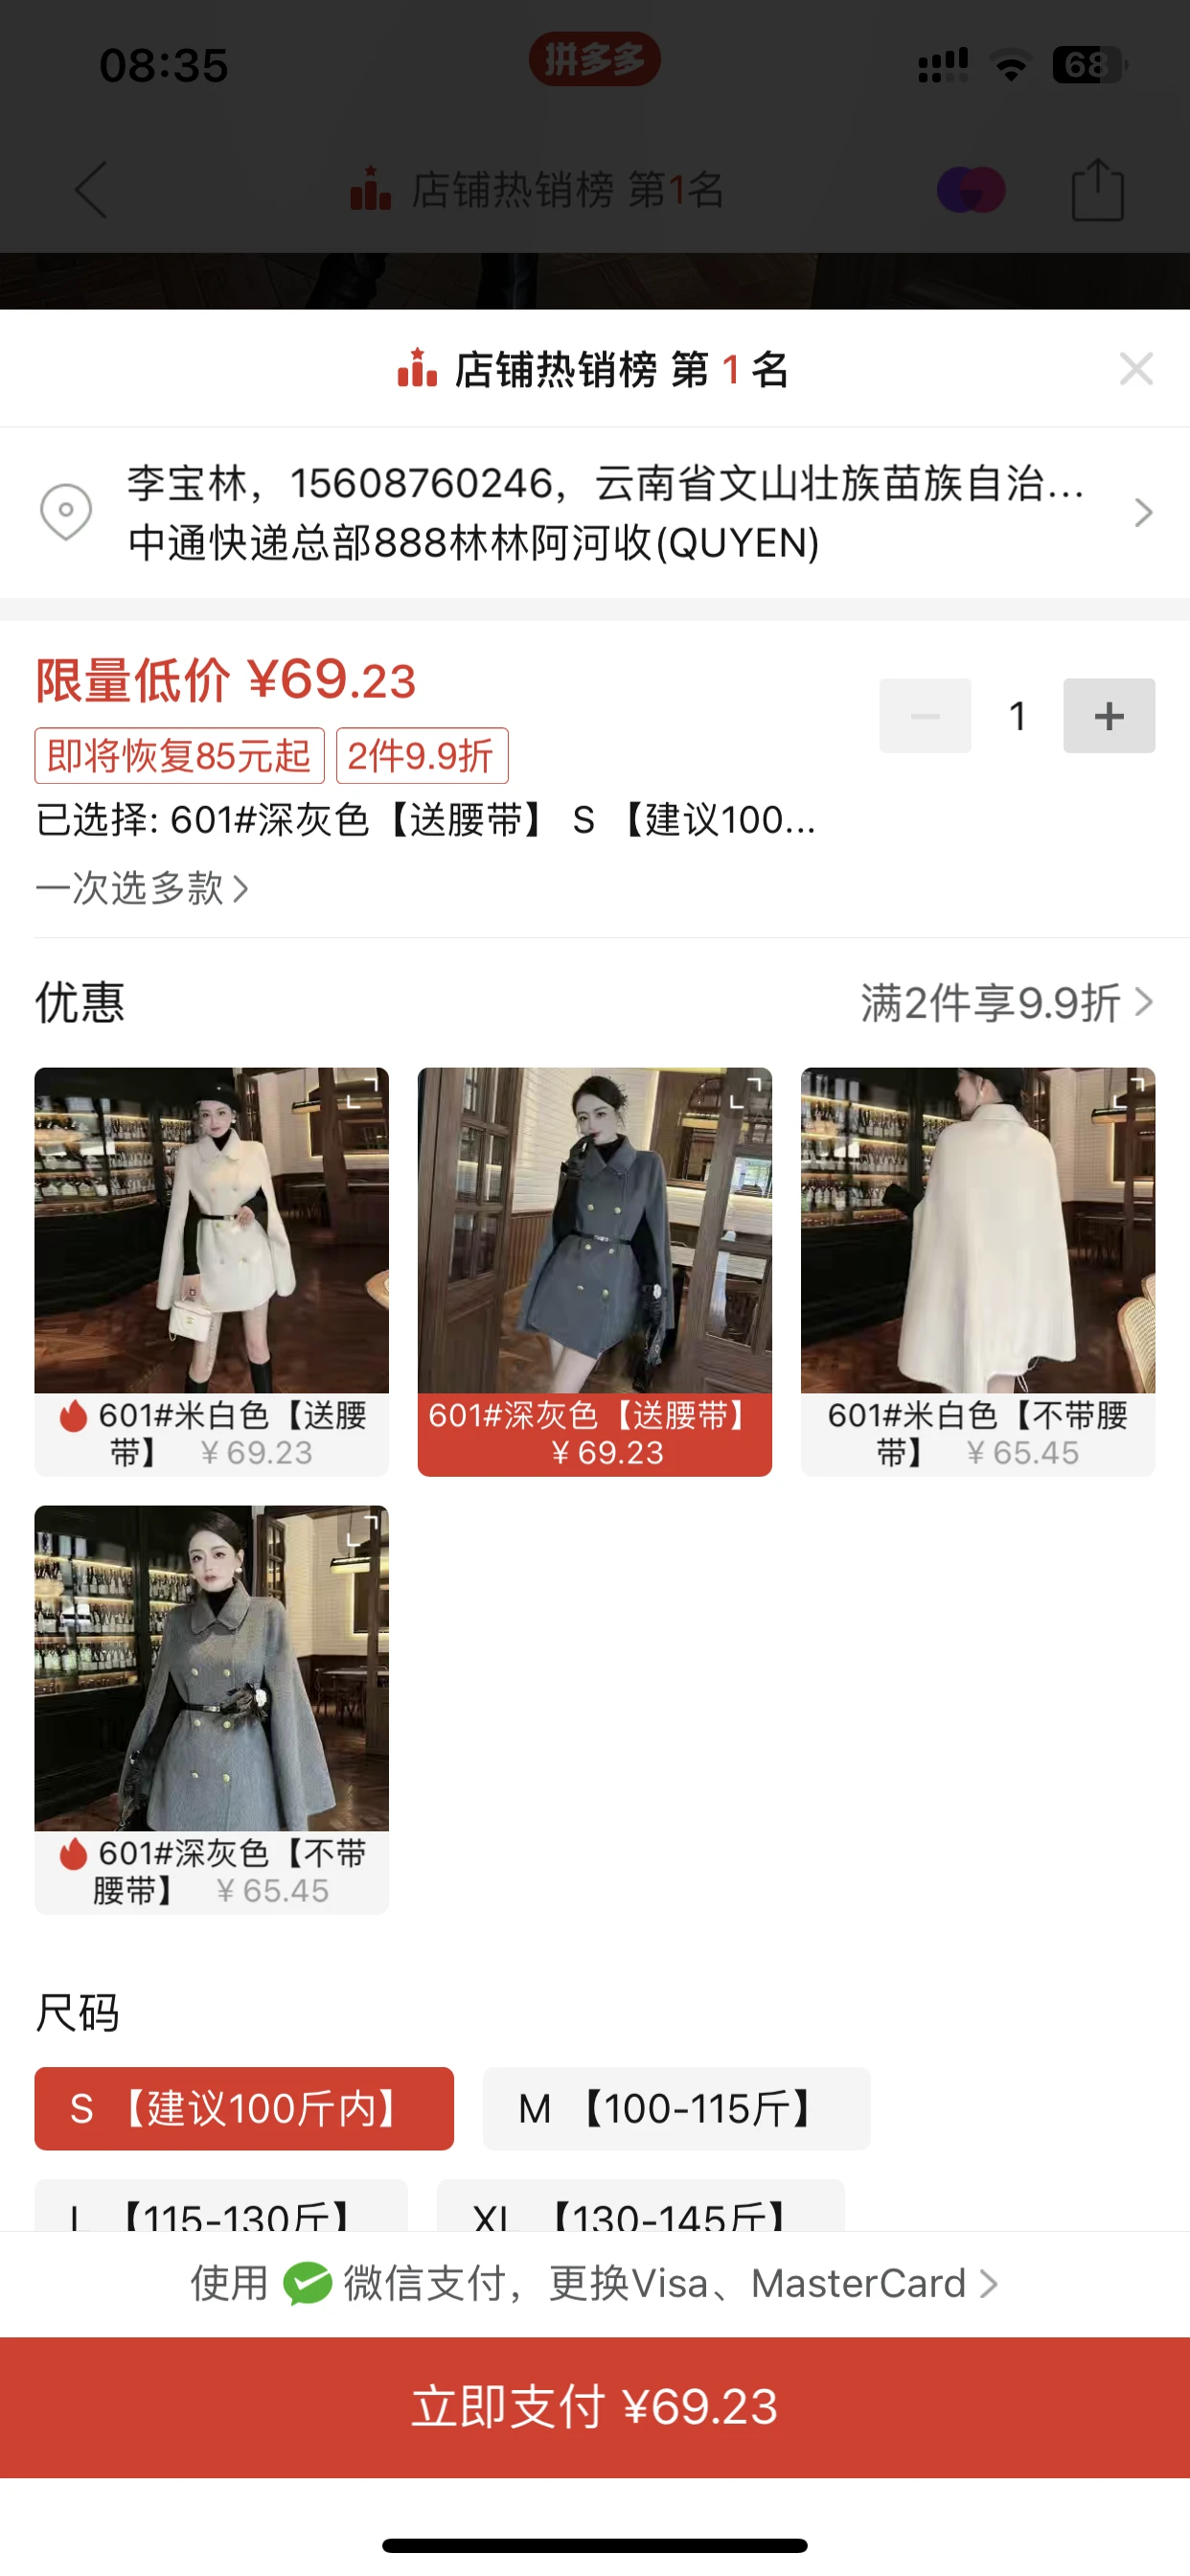 08:35
拼多多
68
店铺热销榜 第1名
店铺热销榜 第 1 名
李宝林，15608760246，云南省文山壮族苗族自治...
中通快递总部888林林阿河收(QUYEN)
限量低价 ¥69.23
1
即将恢复85元起
2件9.9折
已选择: 601#深灰色【送腰带】 S 【建议100...
一次选多款
优惠
满2件享9.9折
601#米白色【送腰
带】 ¥ 69.23
601#深灰色【送腰带】
¥ 69.23
601#米白色【不带腰
带】 ¥ 65.45
601#深灰色【不带
腰带】 ¥ 65.45
尺码
S 【建议100斤内】
M 【100-115斤】
L 【115-130斤】
XL 【130-145斤】
使用 微信支付，更换Visa、MasterCard
立即支付 ¥69.23